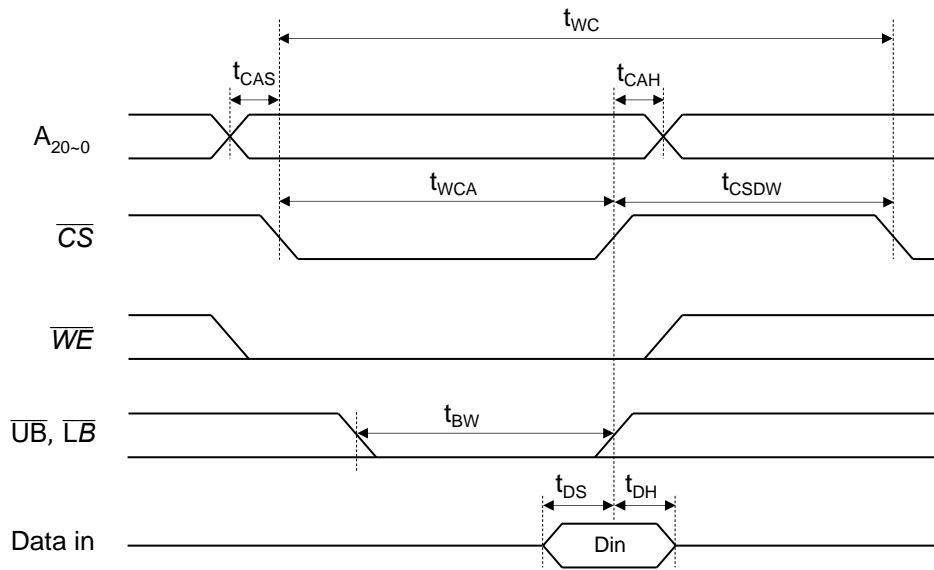 tWC
tCAS
tCAH
A20~0
tWCA
tCSDW
CS
WE
UB, LB
tBW
tDS
tDH
Data in
Din